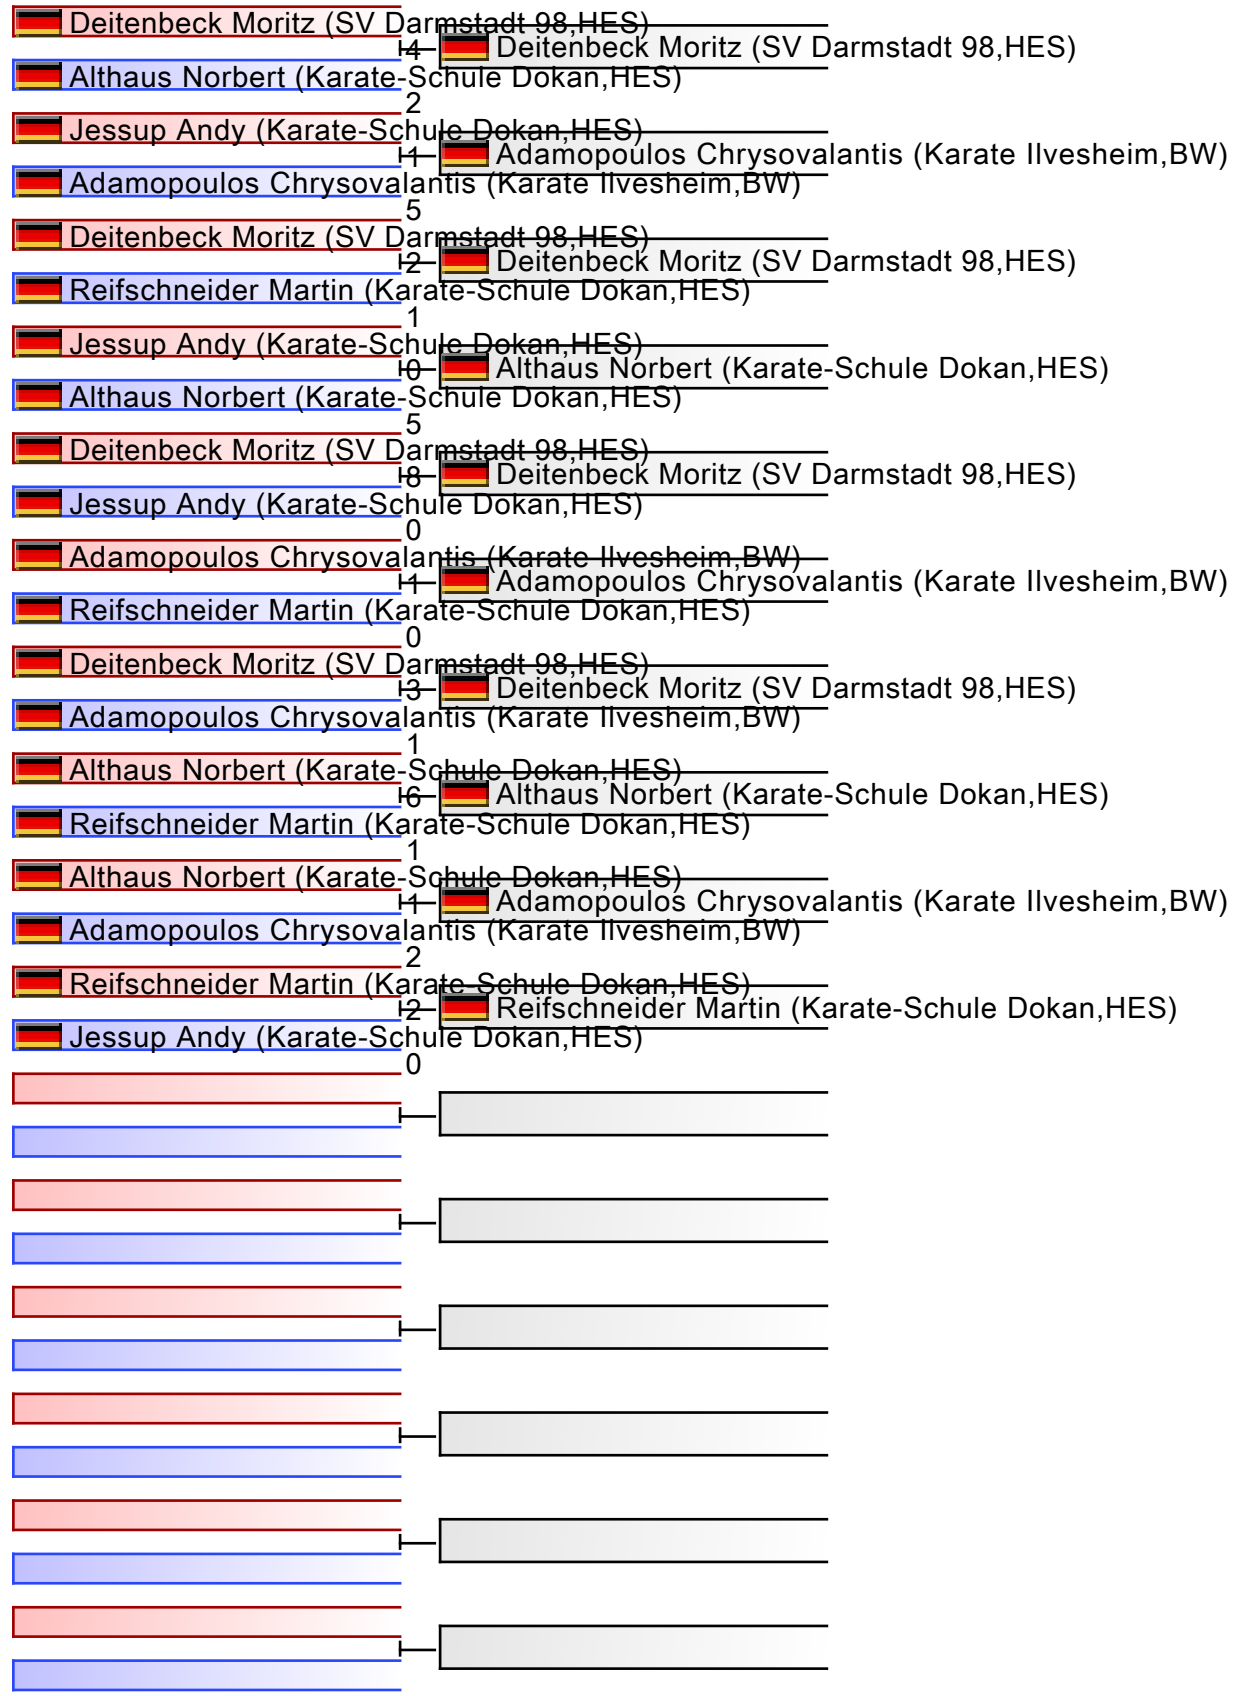 Deitenbeck Moritz (SV Darmstadt 98,HES)
4
Deitenbeck Moritz (SV Darmstadt 98,HES)
Althaus Norbert (Karate-Schule Dokan,HES)
2
Jessup Andy (Karate-Schule Dokan,HES)
1
Adamopoulos Chrysovalantis (Karate Ilvesheim,BW)
Adamopoulos Chrysovalantis (Karate Ilvesheim,BW)
5
Deitenbeck Moritz (SV Darmstadt 98,HES)
2
Deitenbeck Moritz (SV Darmstadt 98,HES)
Reifschneider Martin (Karate-Schule Dokan,HES)
1
Jessup Andy (Karate-Schule Dokan,HES)
0
Althaus Norbert (Karate-Schule Dokan,HES)
Althaus Norbert (Karate-Schule Dokan,HES)
5
Deitenbeck Moritz (SV Darmstadt 98,HES)
8
Deitenbeck Moritz (SV Darmstadt 98,HES)
Jessup Andy (Karate-Schule Dokan,HES)
0
Adamopoulos Chrysovalantis (Karate Ilvesheim,BW)
1
Adamopoulos Chrysovalantis (Karate Ilvesheim,BW)
Reifschneider Martin (Karate-Schule Dokan,HES)
0
Deitenbeck Moritz (SV Darmstadt 98,HES)
3
Deitenbeck Moritz (SV Darmstadt 98,HES)
Adamopoulos Chrysovalantis (Karate Ilvesheim,BW)
1
Althaus Norbert (Karate-Schule Dokan,HES)
6
Althaus Norbert (Karate-Schule Dokan,HES)
Reifschneider Martin (Karate-Schule Dokan,HES)
1
Althaus Norbert (Karate-Schule Dokan,HES)
1
Adamopoulos Chrysovalantis (Karate Ilvesheim,BW)
Adamopoulos Chrysovalantis (Karate Ilvesheim,BW)
2
Reifschneider Martin (Karate-Schule Dokan,HES)
2
Reifschneider Martin (Karate-Schule Dokan,HES)
Jessup Andy (Karate-Schule Dokan,HES)
0